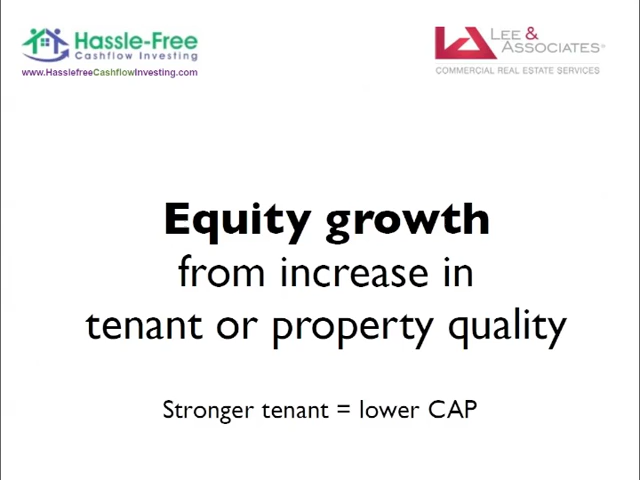 Hassle-Free
Cashflow Investing
www.HasslefreeCashflowInvesting.com
LEE &
ASSOCIATES®
COMMERCIAL REAL ESTATE SERVICES
Equity growth
from increase in
tenant or property quality
Stronger tenant = lower CAP